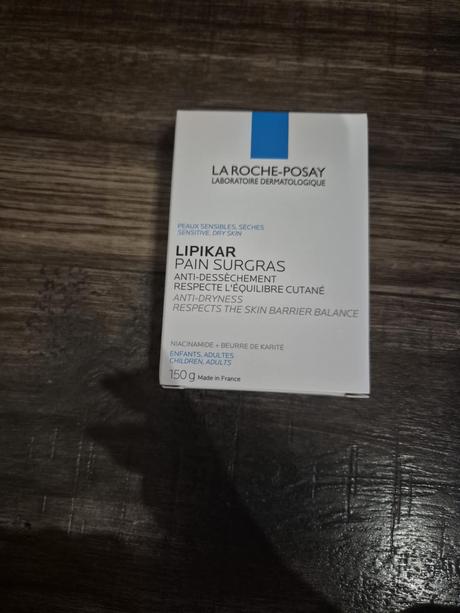 LA ROCHE-POSAY
LABORATOIRE DERMATOLOGIQUE
PEAUX SENSIBLES, SÈCHES
SENSITIVE, DRY SKIN
LIPIKAR
PAIN SURGRAS
ANTI-DESSÈCHEMENT
RESPECTE L'ÉQUILIBRE CUTANÉ
ANTI-DRYNESS
RESPECTS THE SKIN BARRIER BALANCE
NIACINAMIDE + BEURRE DE KARITÉ
ENFANTS, ADULTES
CHILDREN, ADULTS
150 g Made in France